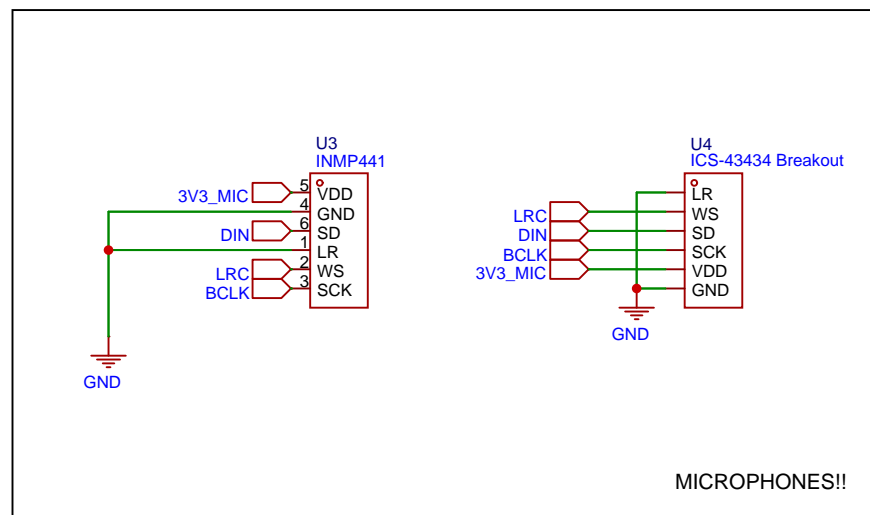 U3
INMP441
3V3_MIC 5 VDD
4 GND
DIN 6 SD
1 LR
LRC 2 WS
BCLK 3 SCK
GND
U4
ICS-43434 Breakout
LR
LRC WS
DIN SD
BCLK SCK
3V3_MIC VDD
GND
GND
MICROPHONES!!